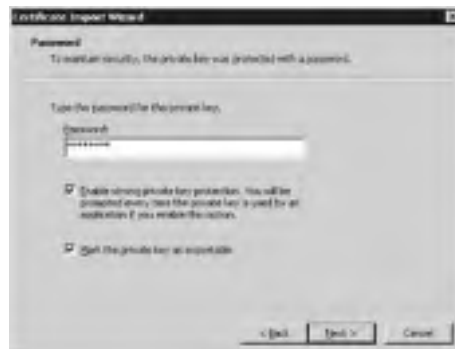 Certificate Import Wizard
Password
To maintain security, the private key was protected with a password.
Type the password for the private key.
Password:
********
Enable strong private key protection. You will be
prompted every time the private key is used by an
application if you enable this option.
Mark the private key as exportable
< Back
Next >
Cancel